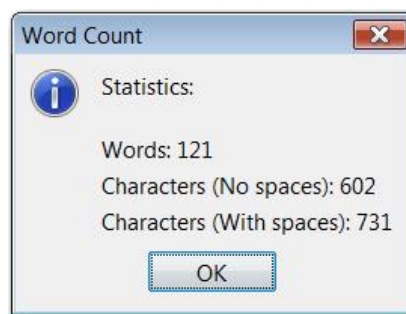 Word Count
Statistics:
Words: 121
Characters (No spaces): 602
Characters (With spaces): 731
OK